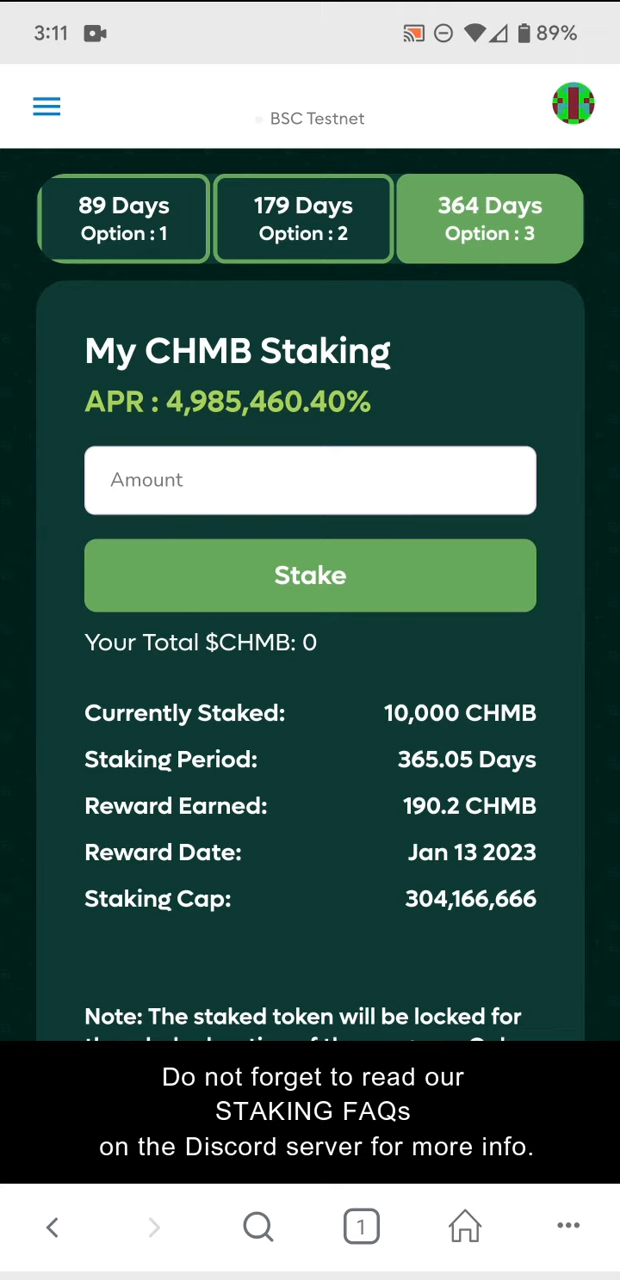 3:11
89%
BSC Testnet
89 Days
Option : 1
179 Days
Option : 2
364 Days
Option : 3
My CHMB Staking
APR : 4,985,460.40%
Amount
Stake
Your Total $CHMB: 0
Currently Staked: 10,000 CHMB
Staking Period: 365.05 Days
Reward Earned: 190.2 CHMB
Reward Date: Jan 13 2023
Staking Cap: 304,166,666
Note: The staked token will be locked for
Do not forget to read our
STAKING FAQs
on the Discord server for more info.
1